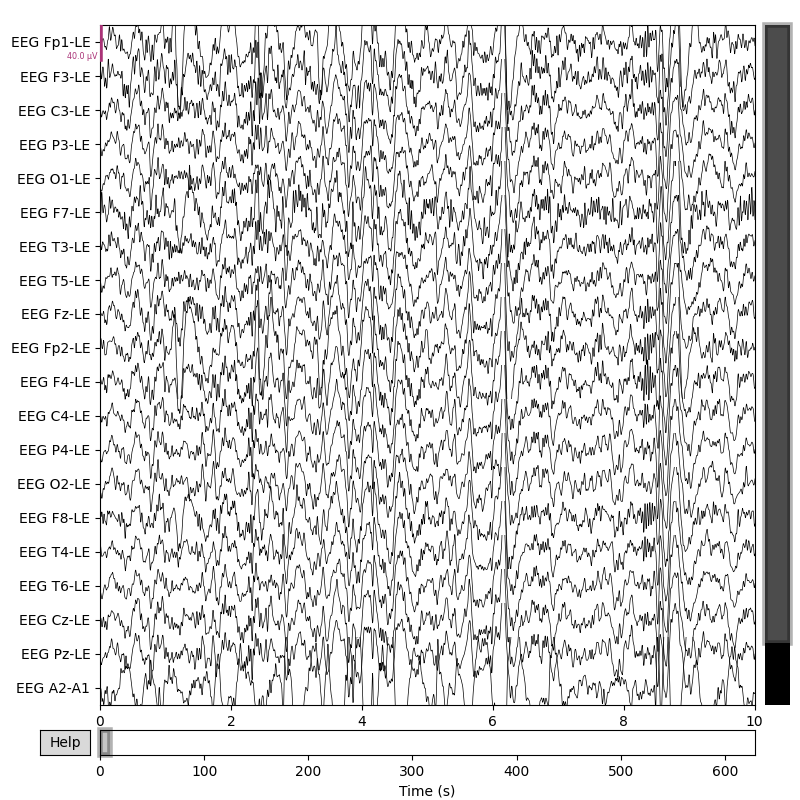 EEG Fp1-LE
40.0 µV
EEG F3-LE
EEG C3-LE
EEG P3-LE
EEG O1-LE
EEG F7-LE
EEG T3-LE
EEG T5-LE
EEG Fz-LE
EEG Fp2-LE
EEG F4-LE
EEG C4-LE
EEG P4-LE
EEG O2-LE
EEG F8-LE
EEG T4-LE
EEG T6-LE
EEG Cz-LE
EEG Pz-LE
EEG A2-A1
0 2 4 6 8 10
Help
0 100 200 300 400 500 600
Time (s)